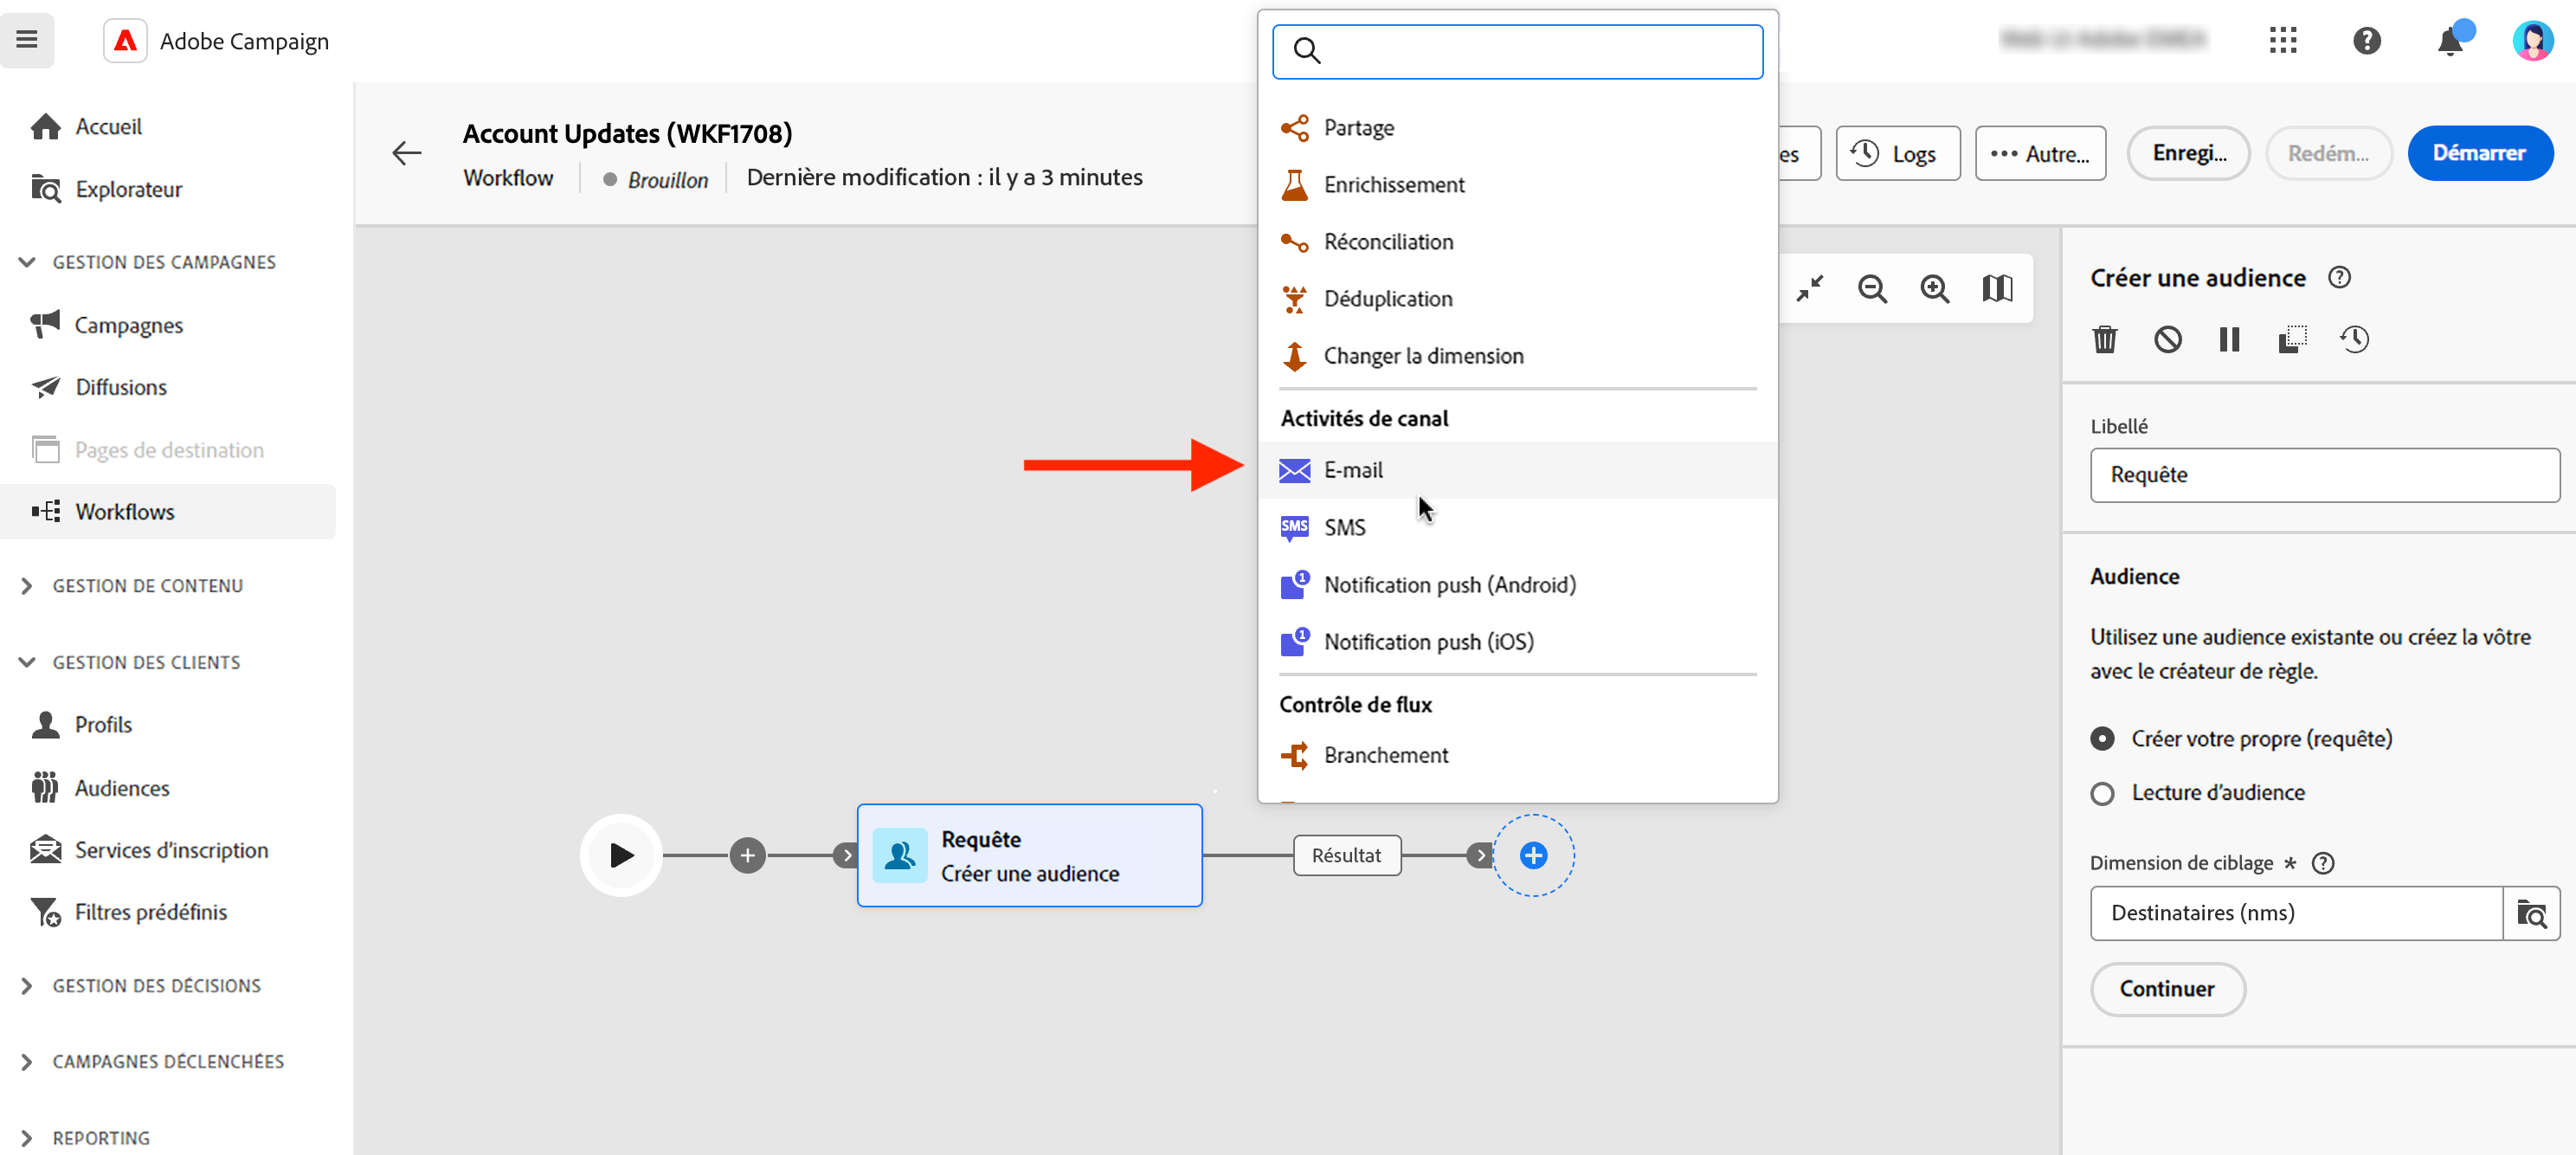 Adobe Campaign
Accueil
Explorateur
GESTION DES CAMPAGNES
Campagnes
Diffusions
Pages de destination
Workflows
GESTION DE CONTENU
GESTION DES CLIENTS
Profils
Audiences
Services d'inscription
Filtres prédéfinis
GESTION DES DÉCISIONS
CAMPAGNES DÉCLENCHÉES
REPORTING
Account Updates (WKF1708)
Workflow
Brouillon
Dernière modification : il y a 3 minutes
es
Logs
Autre...
Enregi...
Redém...
Démarrer
Partage
Enrichissement
Réconciliation
Déduplication
Changer la dimension
Activités de canal
E-mail
SMS SMS
1 Notification push (Android)
1 Notification push (iOS)
Contrôle de flux
Branchement
Requête
Créer une audience
Résultat
Créer une audience
Libellé
Requête
Audience
Utilisez une audience existante ou créez la vôtre
avec le créateur de règle.
Créer votre propre (requête)
Lecture d'audience
Dimension de ciblage *
Destinataires (nms)
Continuer